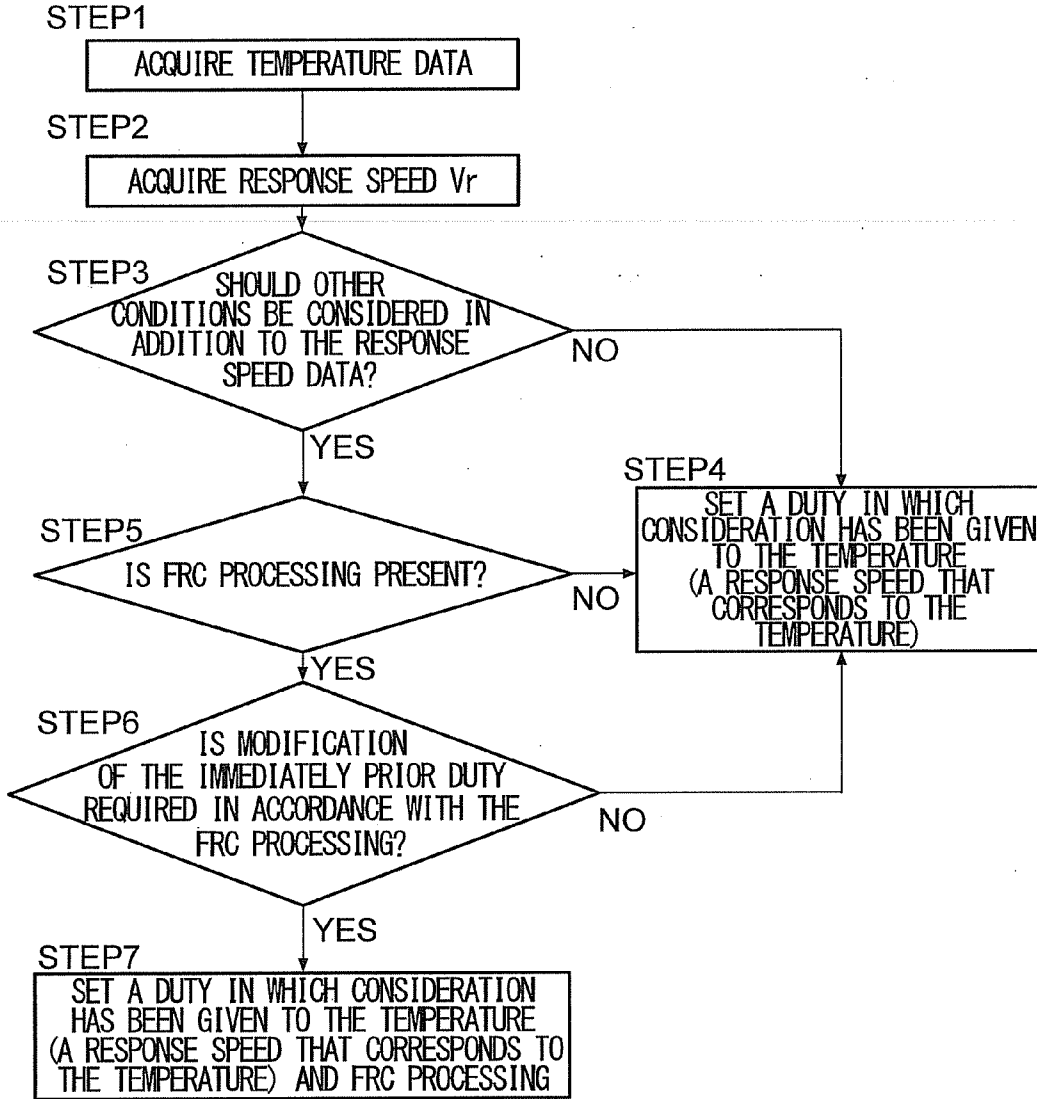 STEP1
ACQUIRE TEMPERATURE DATA
STEP2
ACQUIRE RESPONSE SPEED Vr
STEP3
SHOULD OTHER
CONDITIONS BE CONSIDERED IN
ADDITION TO THE RESPONSE
SPEED DATA?
NO
YES
STEP4
SET A DUTY IN WHICH
CONSIDERATION HAS BEEN GIVEN
TO THE TEMPERATURE
(A RESPONSE SPEED THAT
CORRESPONDS TO THE
TEMPERATURE)
STEP5
IS FRC PROCESSING PRESENT?
NO
YES
STEP6
IS MODIFICATION
OF THE IMMEDIATELY PRIOR DUTY
REQUIRED IN ACCORDANCE WITH THE
FRC PROCESSING?
NO
YES
STEP7
SET A DUTY IN WHICH CONSIDERATION
HAS BEEN GIVEN TO THE TEMPERATURE
(A RESPONSE SPEED THAT CORRESPONDS TO
THE TEMPERATURE) AND FRC PROCESSING